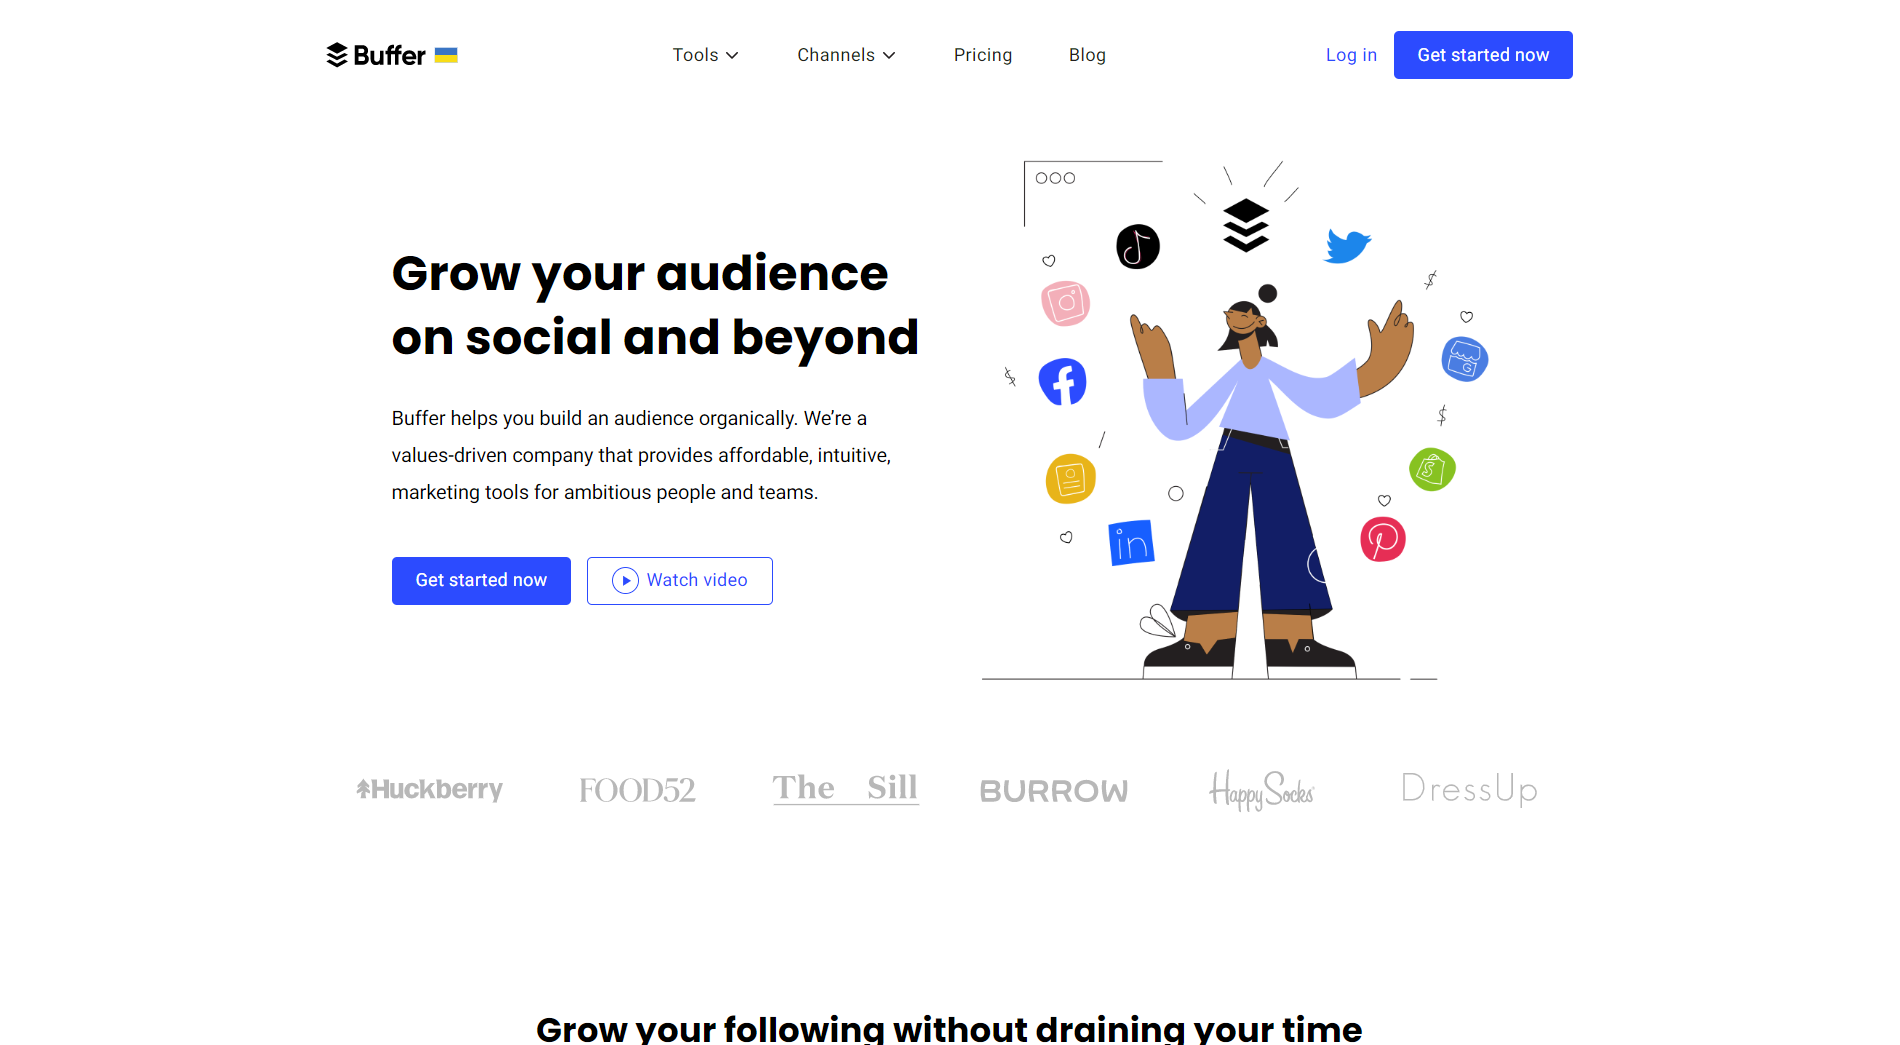 Buffer
Tools
Channels
Pricing
Blog
Log in
Get started now
Grow your audience
on social and beyond
Buffer helps you build an audience organically. We’re a
values-driven company that provides affordable, intuitive,
marketing tools for ambitious people and teams.
Get started now
Watch video
in
G
S
$
$
$
Huckberry
FOOD52
The Sill
BURROW
Happy Socks
DressUp
Grow your following without draining your time